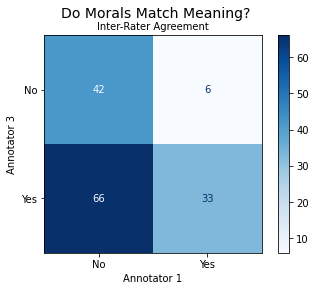 Do Morals Match Meaning?
Inter-Rater Agreement
No
42
6
Yes
66
33
No
Yes
Annotator 1
Annotator 3
60
50
40
30
20
10